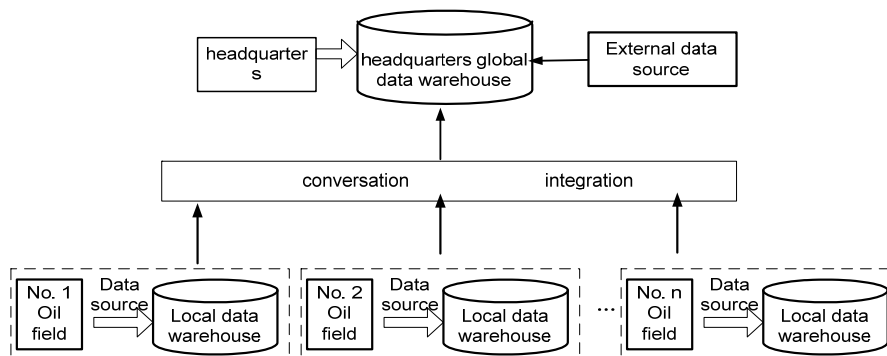 headquarter
s
headquarters global
data warehouse
External data
source
conversation integration
No. 1
Oil
field
Data
source
Local data
warehouse
No. 2
Oil
field
Data
source
Local data
warehouse
...
No. n
Oil
field
Data
source
Local data
warehouse